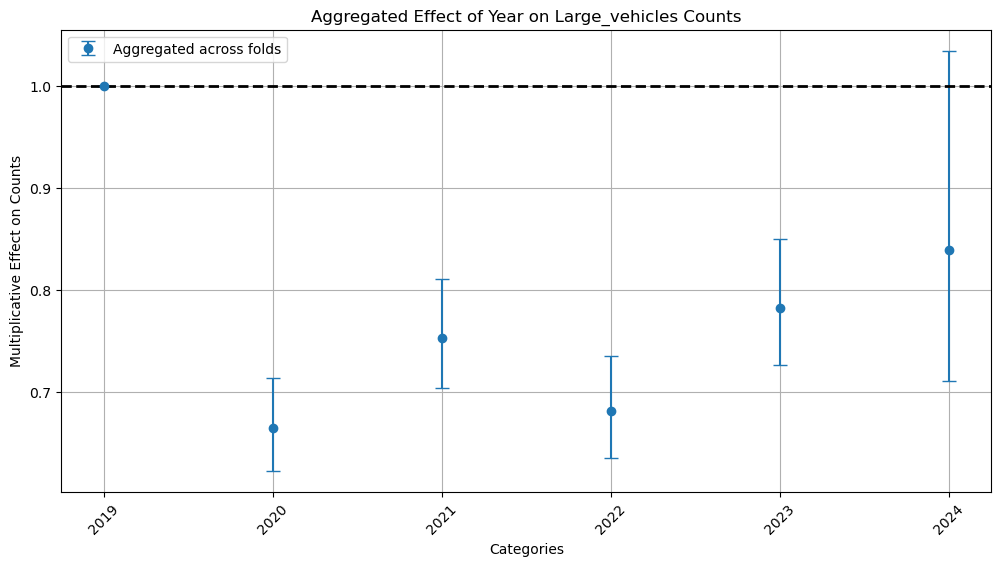 Aggregated Effect of Year on Large_vehicles Counts
Aggregated across folds
Multiplicative Effect on Counts
1.0
0.9
0.8
0.7
2019
2020
2021
2022
2023
2024
Categories